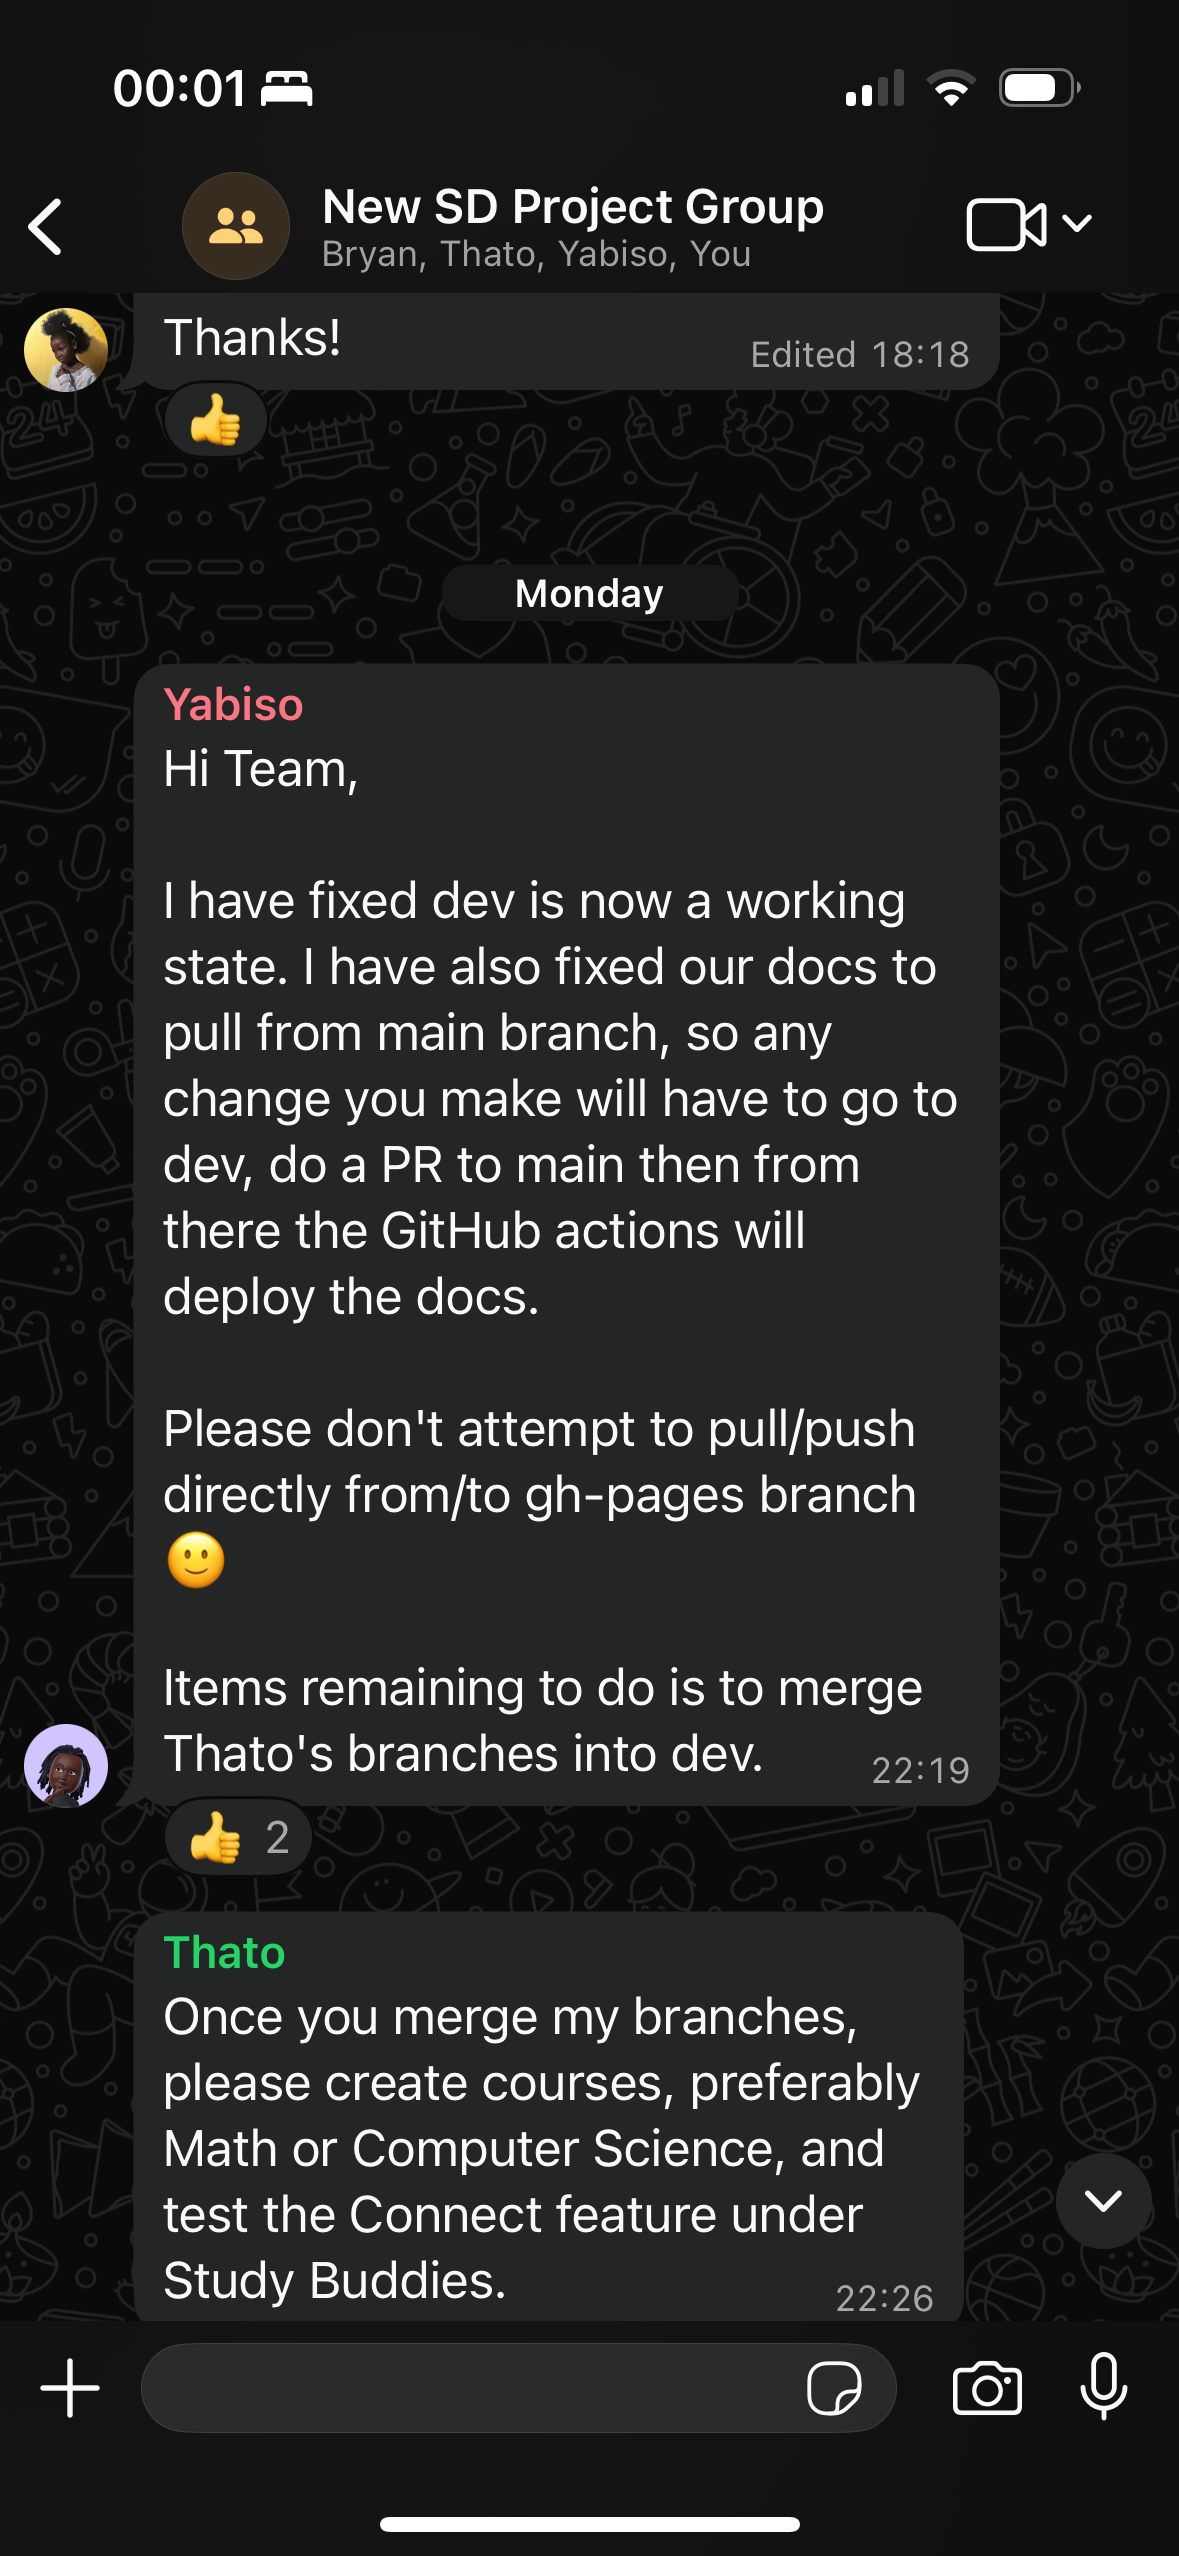 00:01
New SD Project Group
Bryan, Thato, Yabiso, You
Thanks!
Edited 18:18
👍
Monday
Yabiso
Hi Team,
I have fixed dev is now a working
state. I have also fixed our docs to
pull from main branch, so any
change you make will have to go to
dev, do a PR to main then from
there the GitHub actions will
deploy the docs.
Please don't attempt to pull/push
directly from/to gh-pages branch
🙂
Items remaining to do is to merge
Thato's branches into dev.
22:19
👍 2
Thato
Once you merge my branches,
please create courses, preferably
Math or Computer Science, and
test the Connect feature under
Study Buddies.
22:26